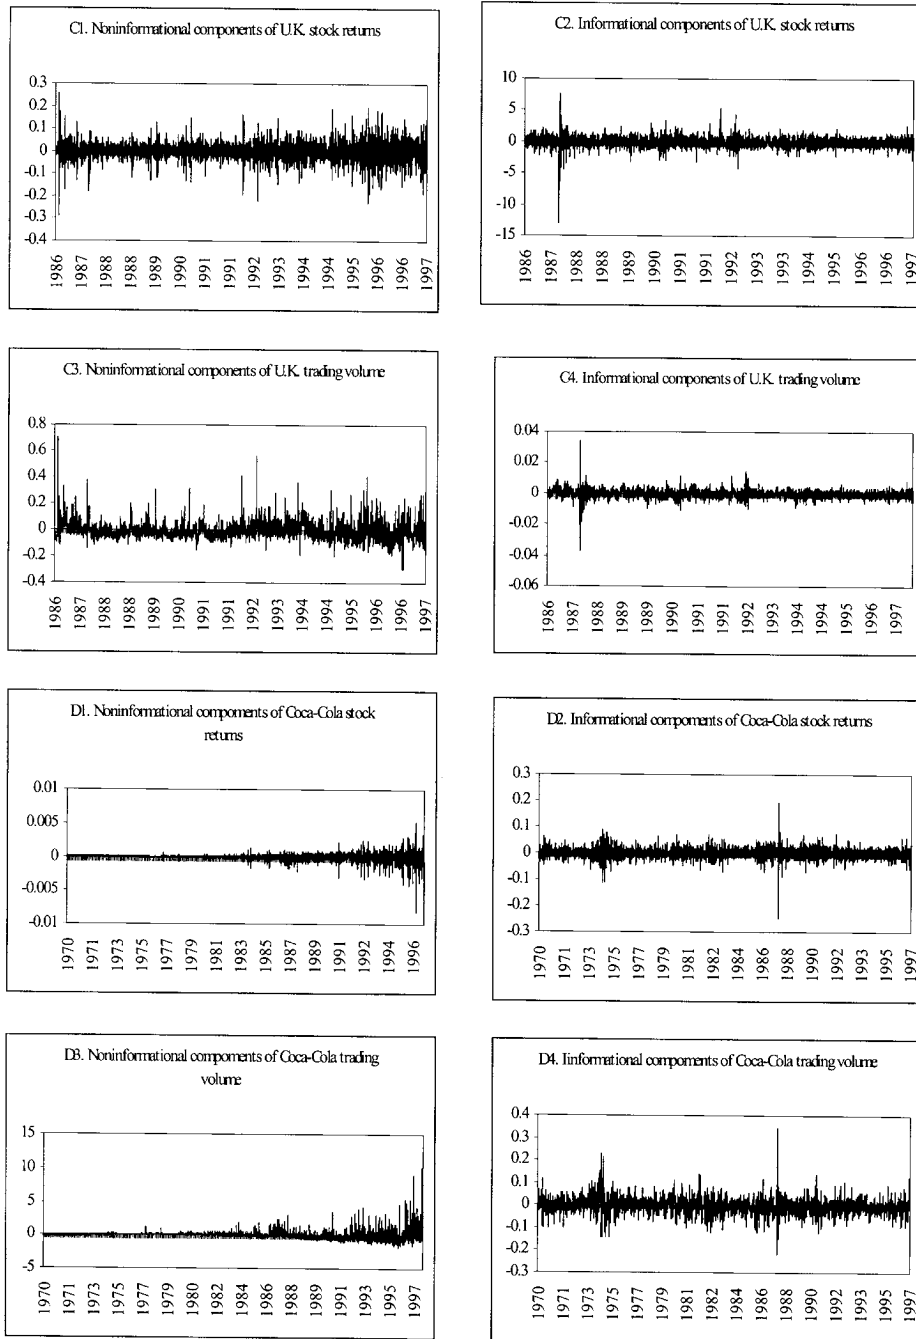 C1. Noninformational components of U.K. stock returns
0.3
0.2
0.1
0
-0.1
-0.2
-0.3
-0.4
1986 1987 1988 1989 1990 1991 1991 1992 1993 1994 1995 1996 1996 1997
C2. Informational components of U.K. stock returns
10
5
0
-5
-10
-15
1986 1987 1988 1988 1989 1990 1991 1992 1993 1993 1994 1995 1996 1996 1997
C3. Noninformational components of U.K. trading volume
0.8
0.6
0.4
0.2
0
-0.2
-0.4
1986 1987 1988 1988 1989 1990 1991 1991 1992 1993 1994 1994 1995 1996 1996 1997
C4. Informational components of U.K. trading volume
0.04
0.02
0
-0.02
-0.04
-0.06
1986 1987 1988 1989 1989 1990 1991 1991 1992 1993 1994 1994 1995 1996 1997
D1. Noninformational compoments of Coca-Cola stock
returns
0.01
0.005
0
-0.005
-0.01
1970 1971 1973 1975 1977 1979 1981 1983 1985 1987 1989 1991 1992 1994 1996
D2. Informational compoments of Coca-Cola stock returns
0.3
0.2
0.1
0
-0.1
-0.2
-0.3
1970 1971 1973 1975 1977 1979 1981 1982 1984 1986 1988 1990 1992 1993 1995 1997
D3. Noninformational compoments of Coca-Cola trading
volume
15
10
5
0
-5
1970 1971 1973 1975 1977 1978 1980 1982 1984 1986 1988 1989 1991 1993 1995 1997
D4. Iinformational compoments of Coca-Cola trading volume
0.4
0.3
0.2
0.1
0
-0.1
-0.2
-0.3
1970 1971 1973 1975 1977 1979 1981 1982 1984 1986 1988 1990 1992 1993 1995 1997